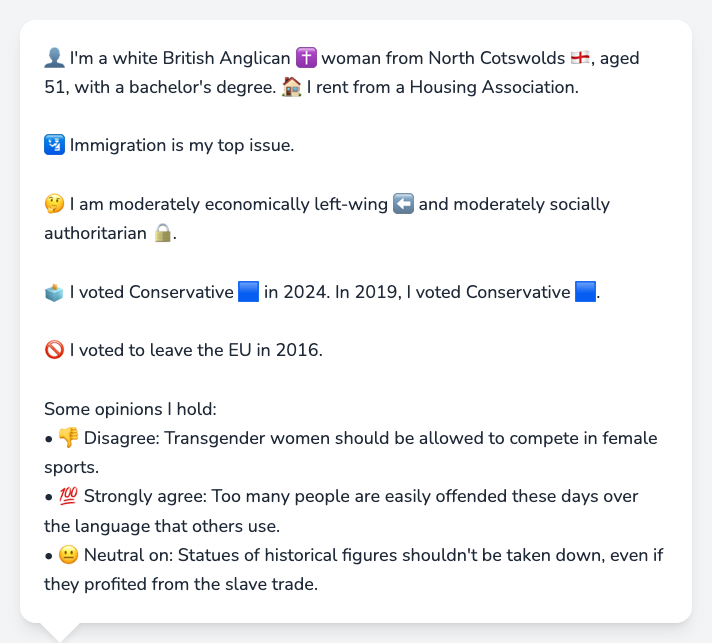 👤 I'm a white British Anglican ✝️ woman from North Cotswolds 🏴󠁧󠁢󠁥󠁮󠁧󠁿, aged
51, with a bachelor's degree. 🏠 I rent from a Housing Association.
🛂 Immigration is my top issue.
🤔 I am moderately economically left-wing ⬅️ and moderately socially
authoritarian 🔒.
🗳️ I voted Conservative 🟦 in 2024. In 2019, I voted Conservative 🟦.
🚫 I voted to leave the EU in 2016.
Some opinions I hold:
• 👎 Disagree: Transgender women should be allowed to compete in female
sports.
• 💯 Strongly agree: Too many people are easily offended these days over
the language that others use.
• 😐 Neutral on: Statues of historical figures shouldn't be taken down, even if
they profited from the slave trade.